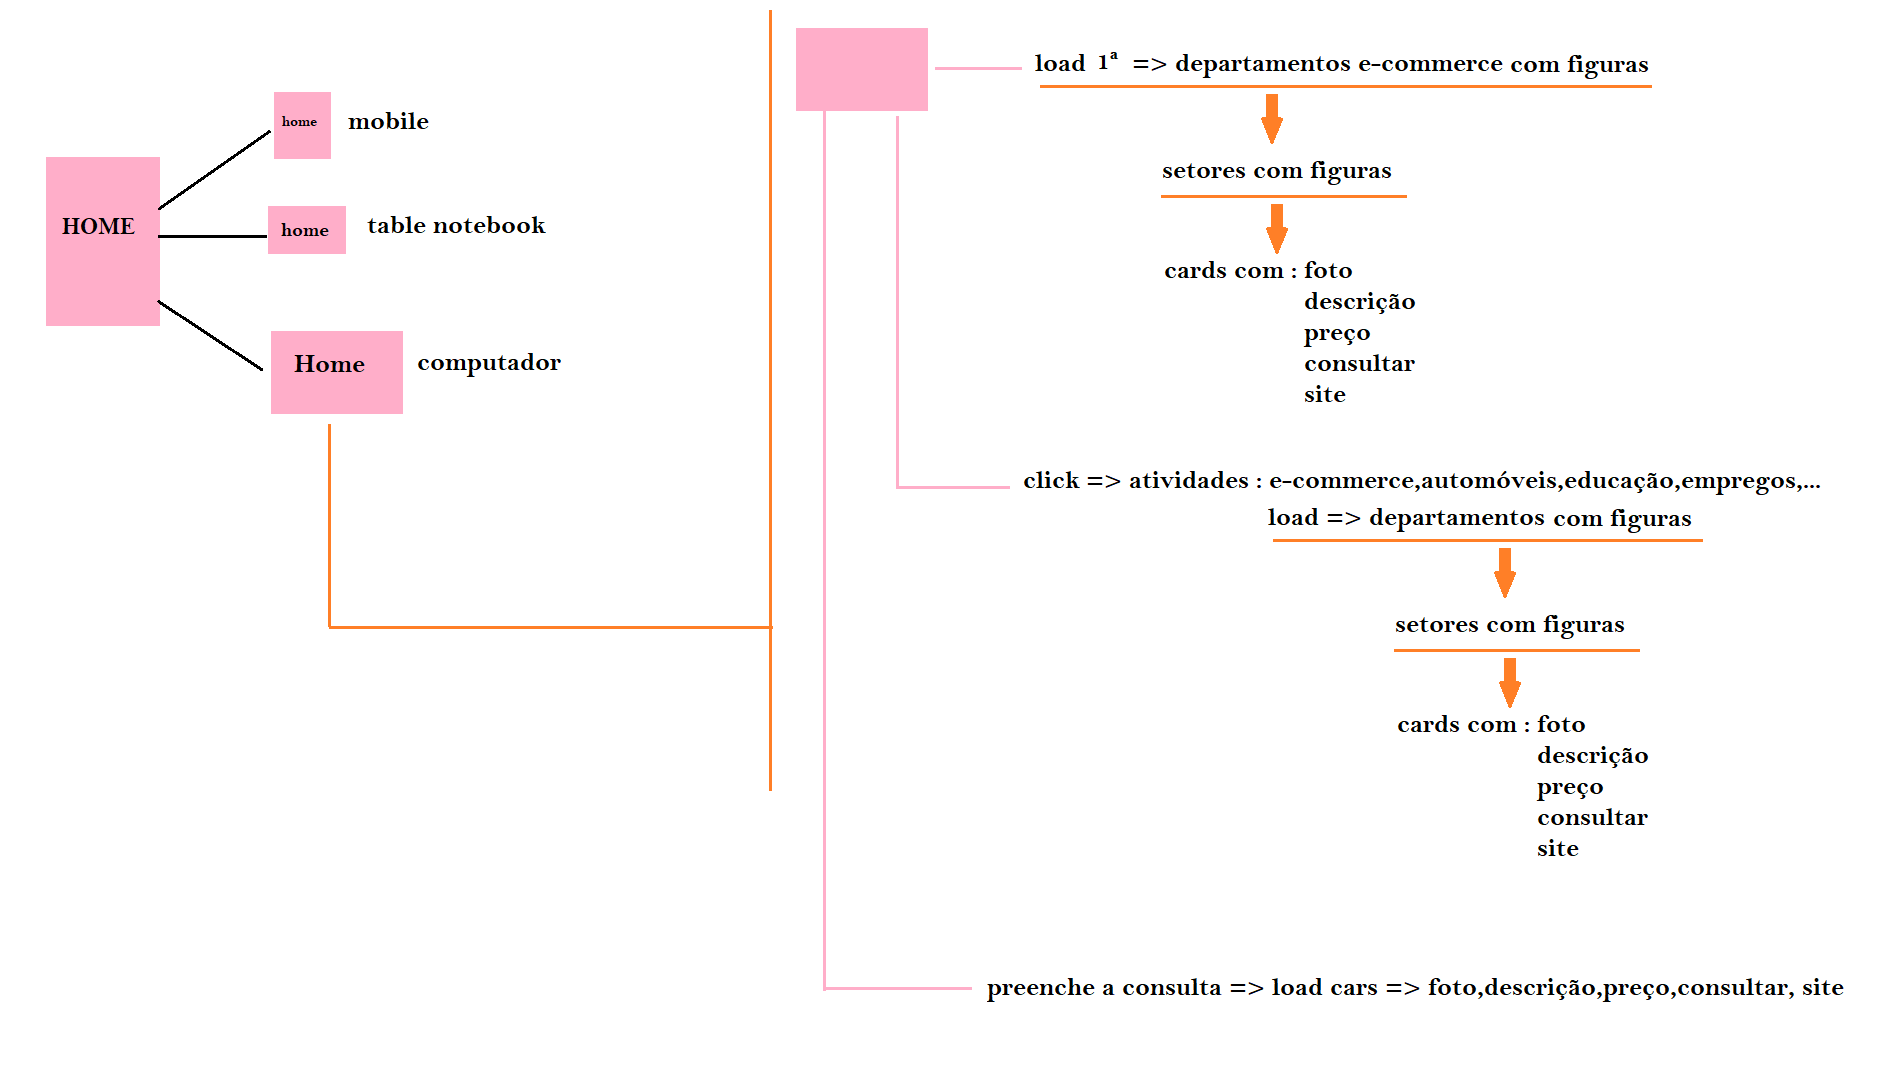 home mobile
HOME
home table notebook
Home computador
load 1ª => departamentos e-commerce com figuras
setores com figuras
cards com : foto
descrição
preço
consultar
site
click => atividades : e-commerce,automóveis,educação,empregos,...
load => departamentos com figuras
setores com figuras
cards com : foto
descrição
preço
consultar
site
preenche a consulta => load cars => foto,descrição,preço,consultar, site